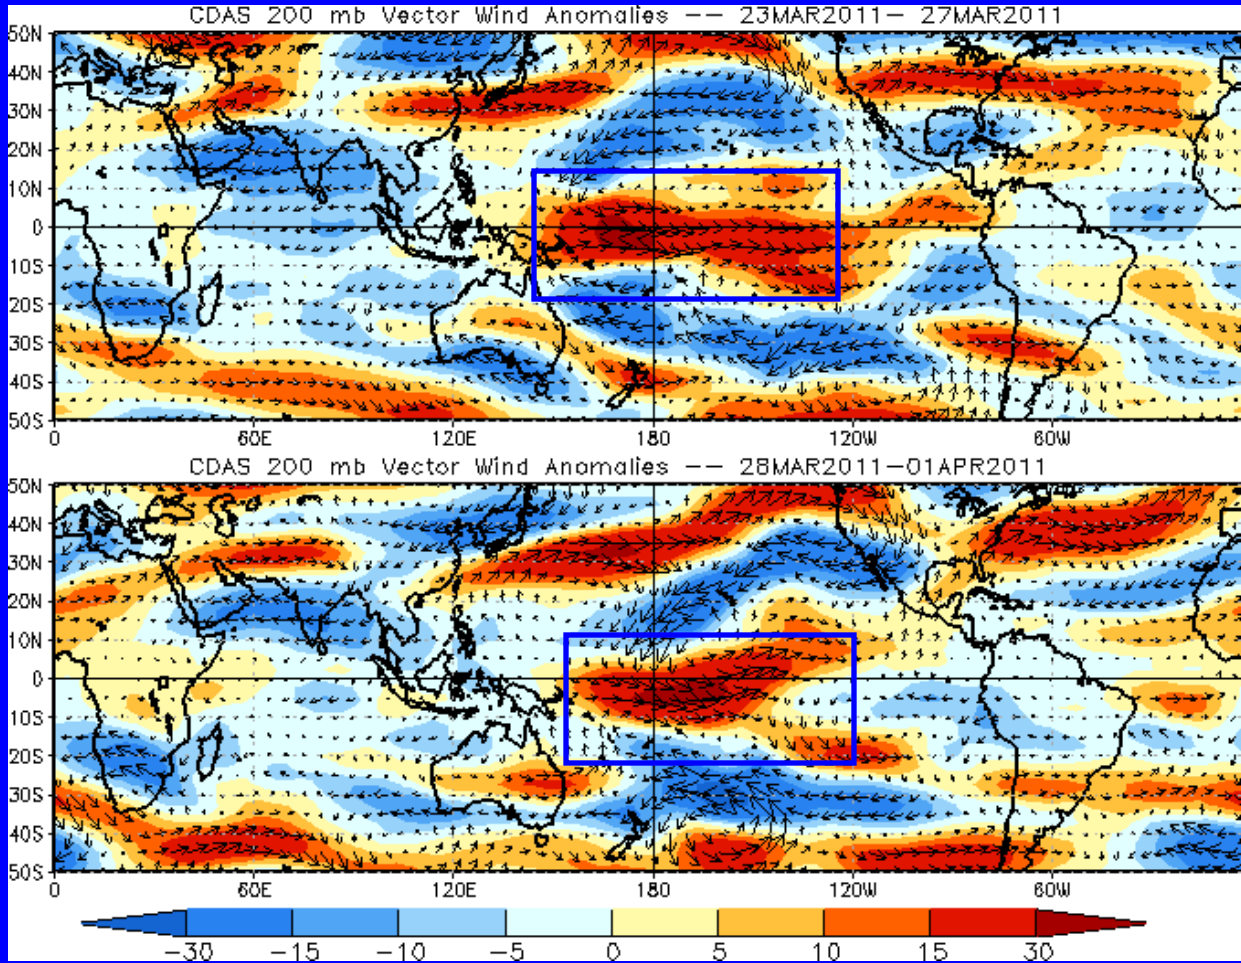 CDAS 200 mb Vector Wind Anomalies -- 23MAR2011- 27MAR2011
50N
40N
30N
20N
10N
0
10S
20S
30S
40S
50S
0 60E 120E 180 120W 60W
CDAS 200 mb Vector Wind Anomalies -- 28MAR2011-01APR2011
50N
40N
30N
20N
10N
0
10S
20S
30S
40S
50S
0 60E 120E 180 120W 60W
-30 -15 -10 -5 0 5 10 15 30